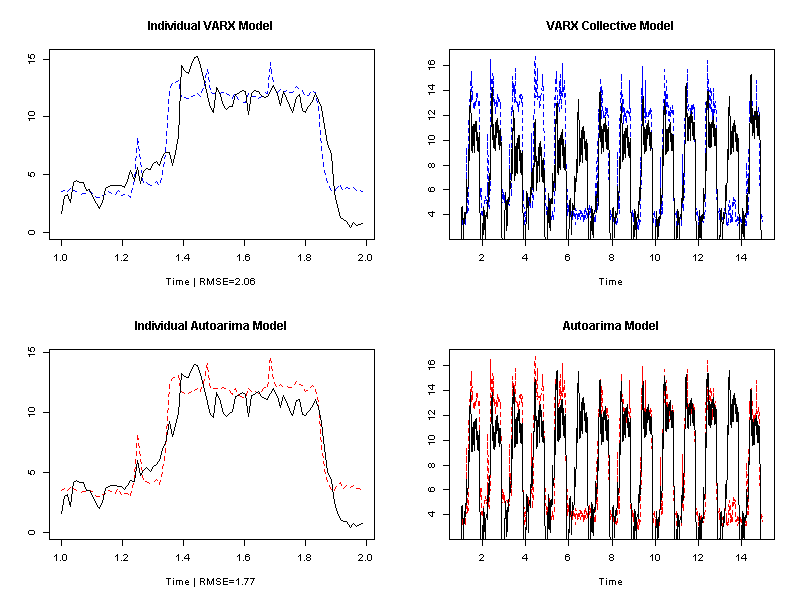 Individual VARX Model
15
10
5
0
1.0 1.2 1.4 1.6 1.8 2.0
Time | RMSE=2.06
VARX Collective Model
16
14
12
10
8
6
4
2 4 6 8 10 12 14
Time
Individual Autoarima Model
15
10
5
0
1.0 1.2 1.4 1.6 1.8 2.0
Time | RMSE=1.77
Autoarima Model
16
14
12
10
8
6
4
2 4 6 8 10 12 14
Time